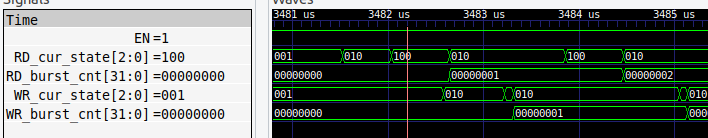 Signals Waves
Time 3481 us 3482 us 3483 us 3484 us 3485 us
EN=1
RD_cur_state[2:0]=100 001 010 100 010 100 010
RD_burst_cnt[31:0]=00000000 00000000 00000001 00000002
WR_cur_state[2:0]=001 001 010 010 010
WR_burst_cnt[31:0]=00000000 00000000 00000001 000